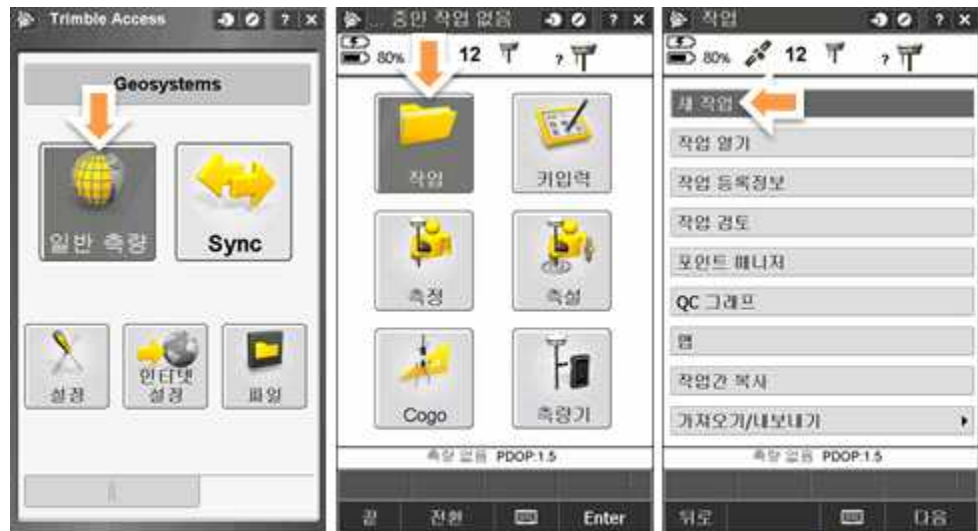 Trimble Access
? x
Geosystems
일반 측량
Sync
설정
인터넷
설정
파일
... 중인 작업 없음
? x
80%
12
?
작업
키입력
측정
측설
Cogo
측량기
측량 없음 PDOP:1.5
끝
전환
Enter
작업
? x
80%
12
?
새 작업
작업 열기
작업 등록정보
작업 검토
포인트 매니저
QC 그래프
맵
작업간 복사
가져오기/내보내기
측량 없음 PDOP:1.5
뒤로
다음